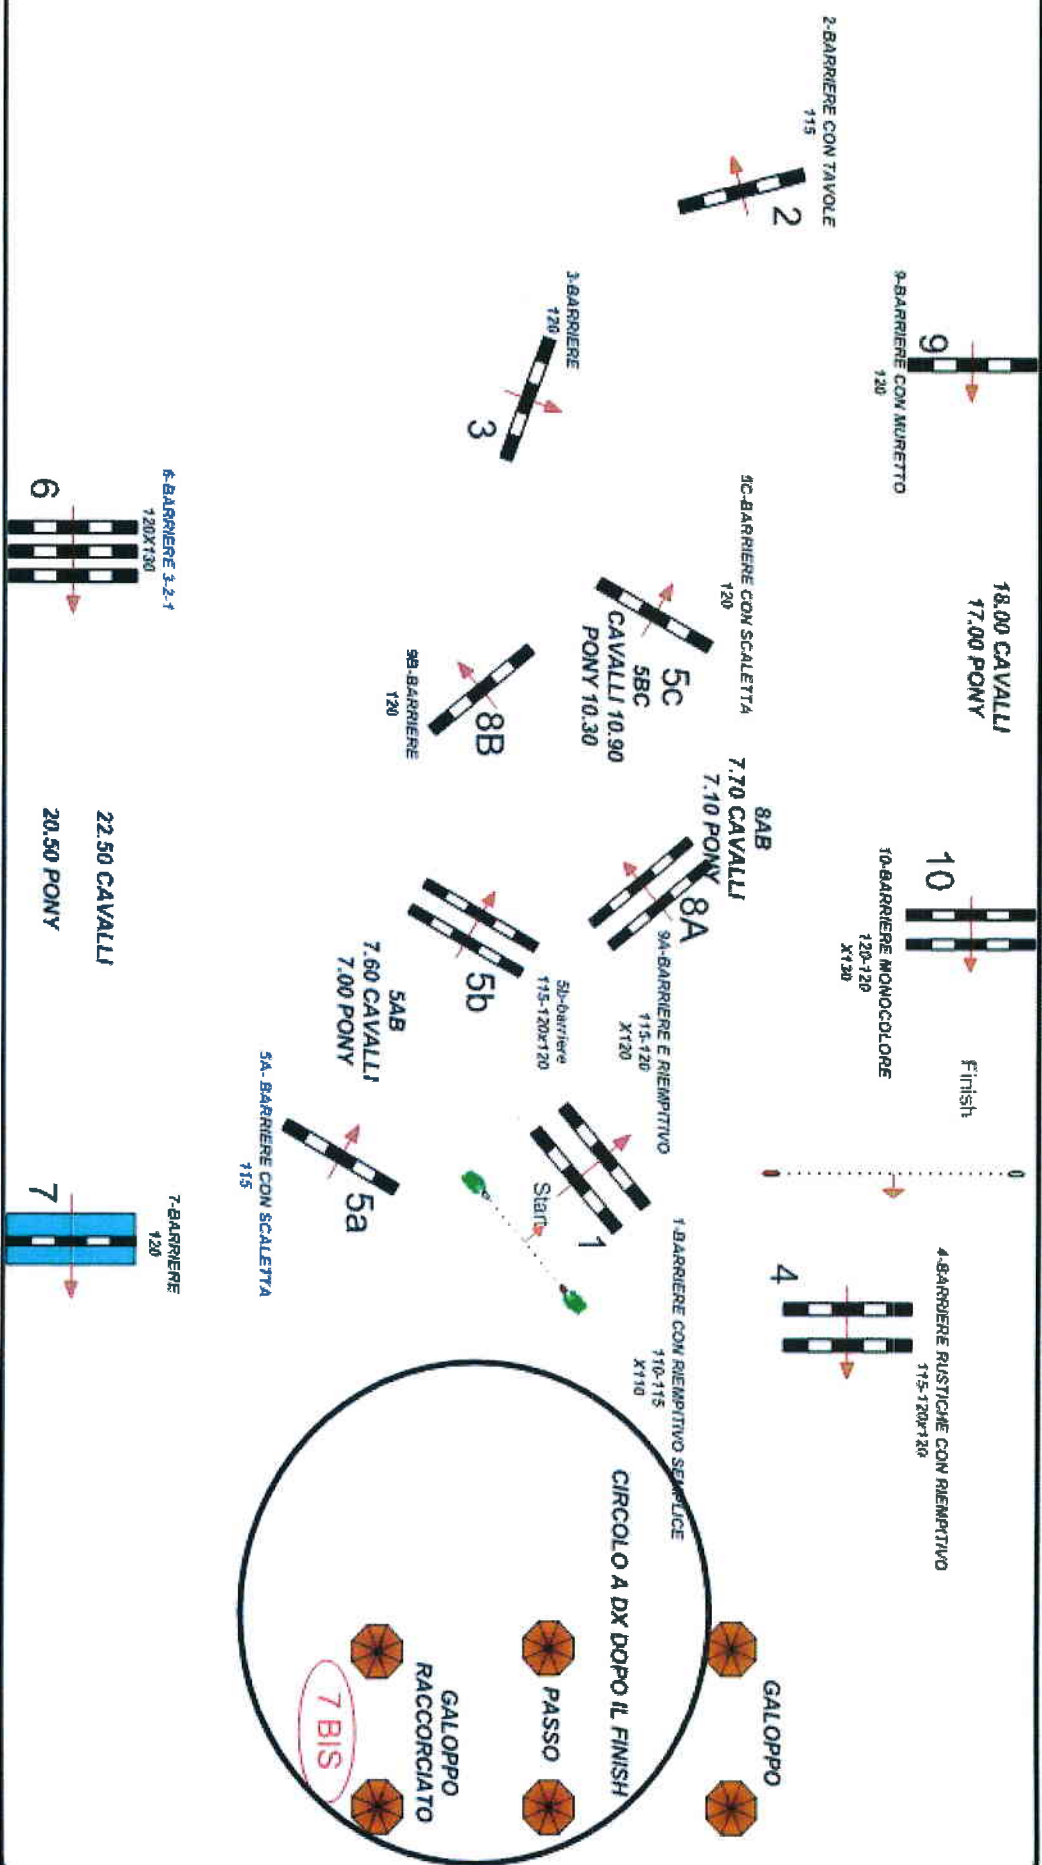 2-BARRIERE CON TAVOLE
115
2
9-BARRIERE CON MURETTO
120
9
3-BARRIERE
120
3
18.00 CAVALLI
17.00 PONY
5C-BARRIERE CON SCALETTA
120
5c
5BC
CAVALLI 10.90
PONY 10.30
6-BARRIERE 3-2-1
120X130
6
8B
9B-BARRIERE
120
8AB
7.70 CAVALLI
7.10 PONY
8A
9A-BARRIERE E RIEMPITIVO
115-120
X120
10
10-BARRIERE MONOCOLORE
120-120
X130
22.50 CAVALLI
20.50 PONY
5b
5b-barriere
115-120x120
5AB
7.60 CAVALLI
7.00 PONY
Finish
5A- BARRIERE CON SCALETTA
115
5a
Start
1
1-BARRIERE CON RIEMPITIVO SEMPLICE
110-115
X110
7-BARRIERE
120
7
4
4-BARRIERE RUSTICHE CON RIEMPITIVO
115-120x120
CIRCOLO A DX DOPO IL FINISH
GALOPPO
PASSO
GALOPPO
RACCORCIATO
7 BIS